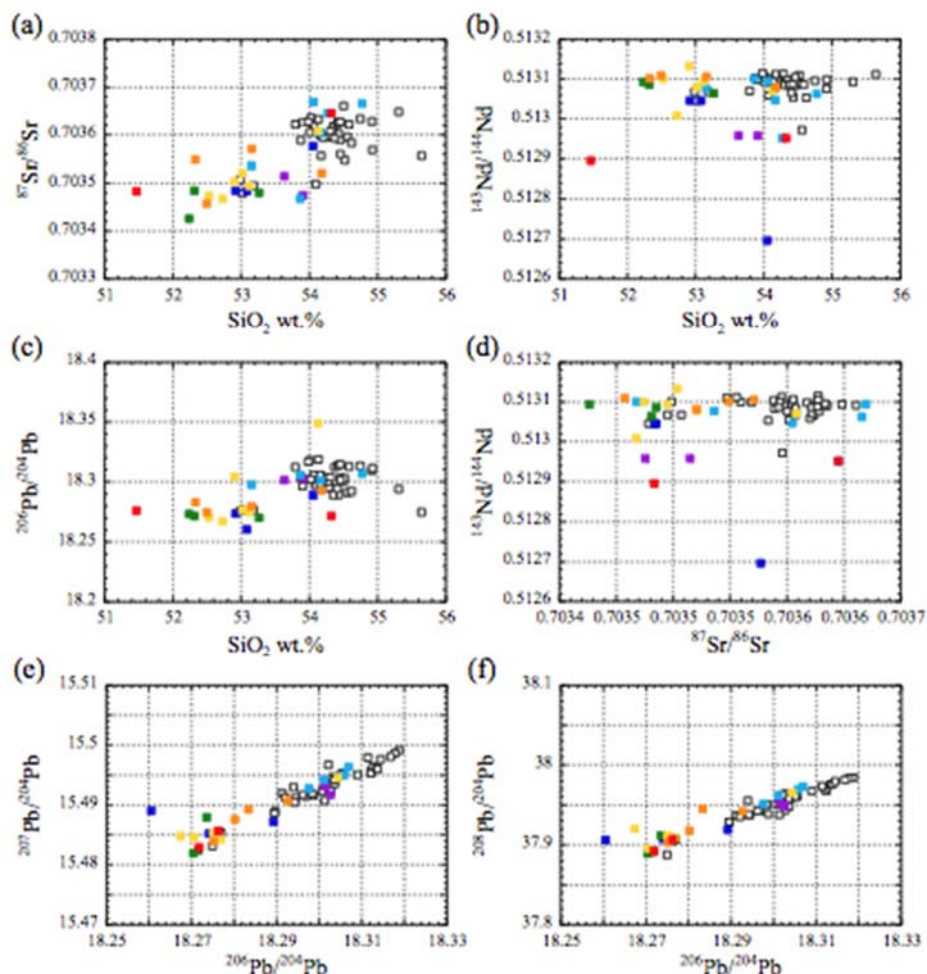 (a)
0.7038
0.7037
0.7036
0.7035
0.7034
0.7033
⁸⁷Sr/⁸⁶Sr
51 52 53 54 55 56
SiO₂ wt.%
(b)
0.5132
0.5131
0.513
0.5129
0.5128
0.5127
0.5126
¹⁴³Nd/¹⁴⁴Nd
51 52 53 54 55 56
SiO₂ wt.%
(c)
18.4
18.35
18.3
18.25
18.2
²⁰⁶Pb/²⁰⁴Pb
51 52 53 54 55 56
SiO₂ wt.%
(d)
0.5132
0.5131
0.513
0.5129
0.5128
0.5127
0.5126
¹⁴³Nd/¹⁴⁴Nd
0.7034 0.7035 0.7035 0.7035 0.7036 0.7036 0.7037
⁸⁷Sr/⁸⁶Sr
(e)
15.51
15.5
15.49
15.48
15.47
²⁰⁷Pb/²⁰⁴Pb
18.25 18.27 18.29 18.31 18.33
²⁰⁶Pb/²⁰⁴Pb
(f)
38.1
38
37.9
37.8
²⁰⁸Pb/²⁰⁴Pb
18.25 18.27 18.29 18.31 18.33
²⁰⁶Pb/²⁰⁴Pb